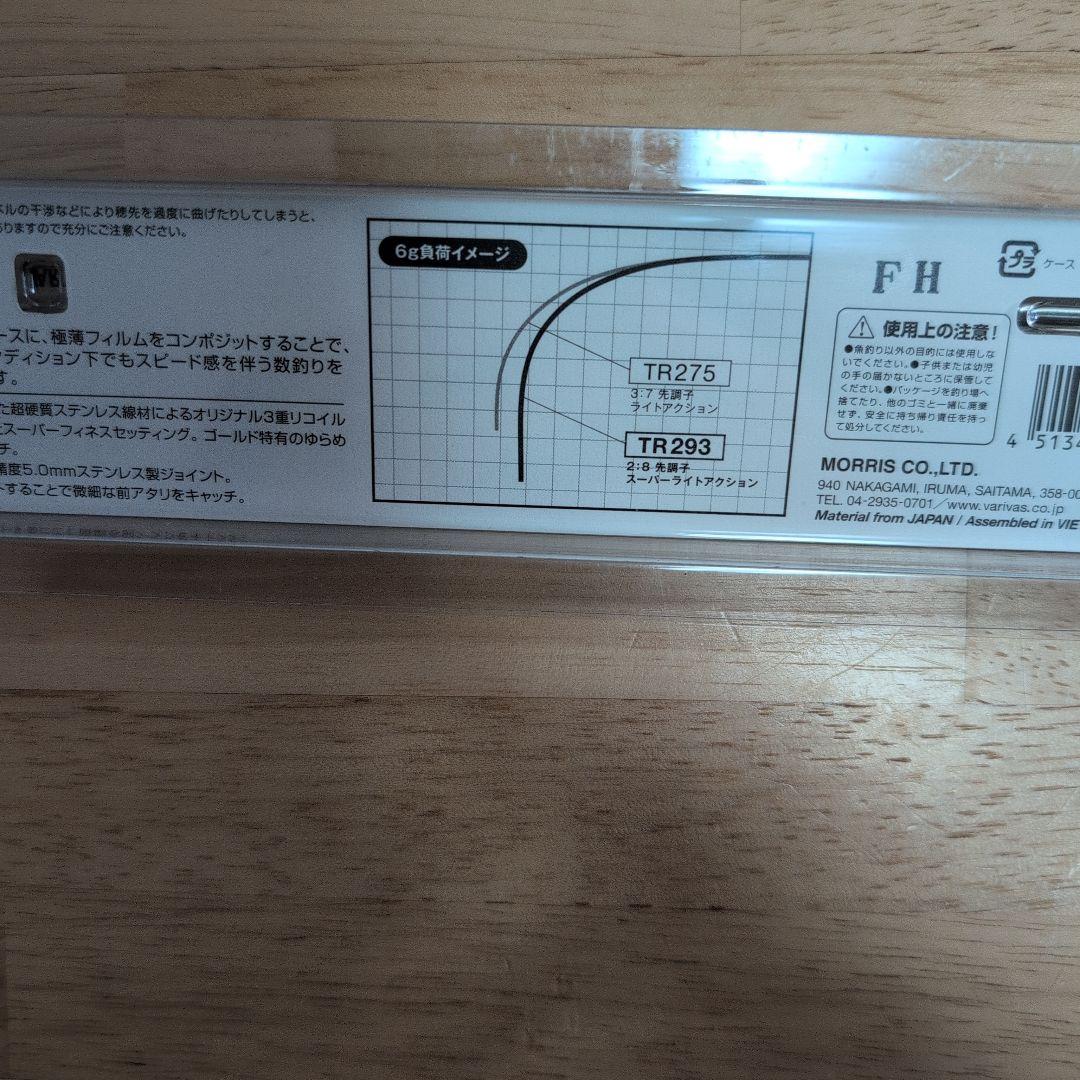 ベルの干渉などにより穂先を過度に曲げたりしてしまうと、
ありますので充分にご注意ください。
ースに、極薄フィルムをコンポジットすることで、
ディション下でもスピード感を伴う数釣りを
す。
た超硬質ステンレス線材によるオリジナル3重リコイル
スーパーフィネスセッティング。ゴールド特有のゆらめ
チ。
精度5.0mmステンレス製ジョイント。
することで微細な前アタリをキャッチ。
6g負荷イメージ
TR275
3:7 先調子
ライトアクション
TR293
2:8 先調子
スーパーライトアクション
FH
プラ
ケース
使用上の注意!
●魚釣り以外の目的には使用しな
いでください。●子供または幼児
の手の届かないところに保管して
ください。●パッケージを釣り場へ
捨てたり、他のゴミと一緒に廃棄
せず、安全に持ち帰り責任を持っ
て処分してください。
4 5134
MORRIS CO.,LTD.
940 NAKAGAMI, IRUMA, SAITAMA, 358-00
TEL. 04-2935-0701／www.varivas.co.jp
Material from JAPAN / Assembled in VIE